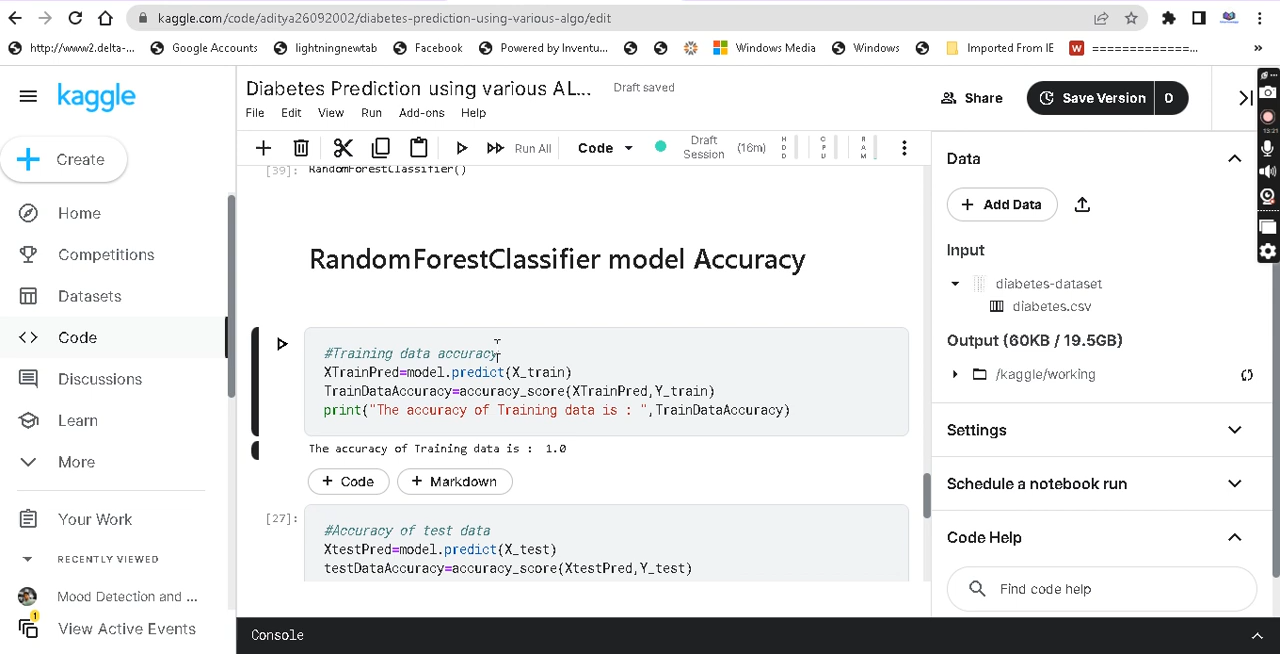 kaggle.com/code/aditya26092002/diabetes-prediction-using-various-algo/edit
http://www2.delta-... Google Accounts lightningnewtab Facebook Powered by Inventu... Windows Media Windows Imported From IE W ============...
kaggle
Create
Home
Competitions
Datasets
Code
Discussions
Learn
More
Your Work
RECENTLY VIEWED
Mood Detection and ...
1
View Active Events
Diabetes Prediction using various AL... Draft saved
File Edit View Run Add-ons Help
Share
Save Version 0
Run All Code Draft Session (16m) HDD CPU RAM
[39]: RandomForestClassifier()
RandomForestClassifier model Accuracy
#Training data accuracy
XTrainPred=model.predict(X_train)
TrainDataAccuracy=accuracy_score(XTrainPred,Y_train)
print("The accuracy of Training data is : ",TrainDataAccuracy)
The accuracy of Training data is :  1.0
+ Code + Markdown
[27]:
#Accuracy of test data
XtestPred=model.predict(X_test)
testDataAccuracy=accuracy_score(XtestPred,Y_test)
Console
Data
+ Add Data
Input
diabetes-dataset
diabetes.csv
Output (60KB / 19.5GB)
/kaggle/working
Settings
Schedule a notebook run
Code Help
Find code help
13:21